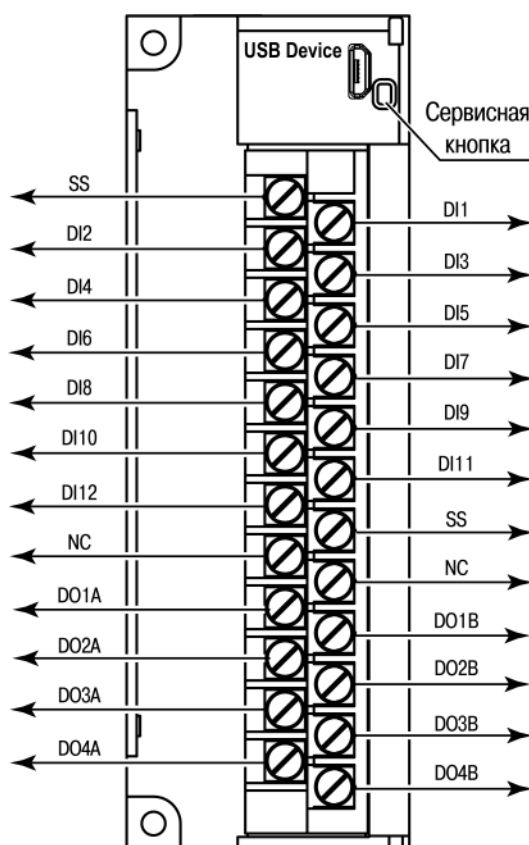 USB Device
Сервисная
кнопка
SS
DI1
DI2
DI3
DI4
DI5
DI6
DI7
DI8
DI9
DI10
DI11
DI12
SS
NC
NC
DO1A
DO1B
DO2A
DO2B
DO3A
DO3B
DO4A
DO4B